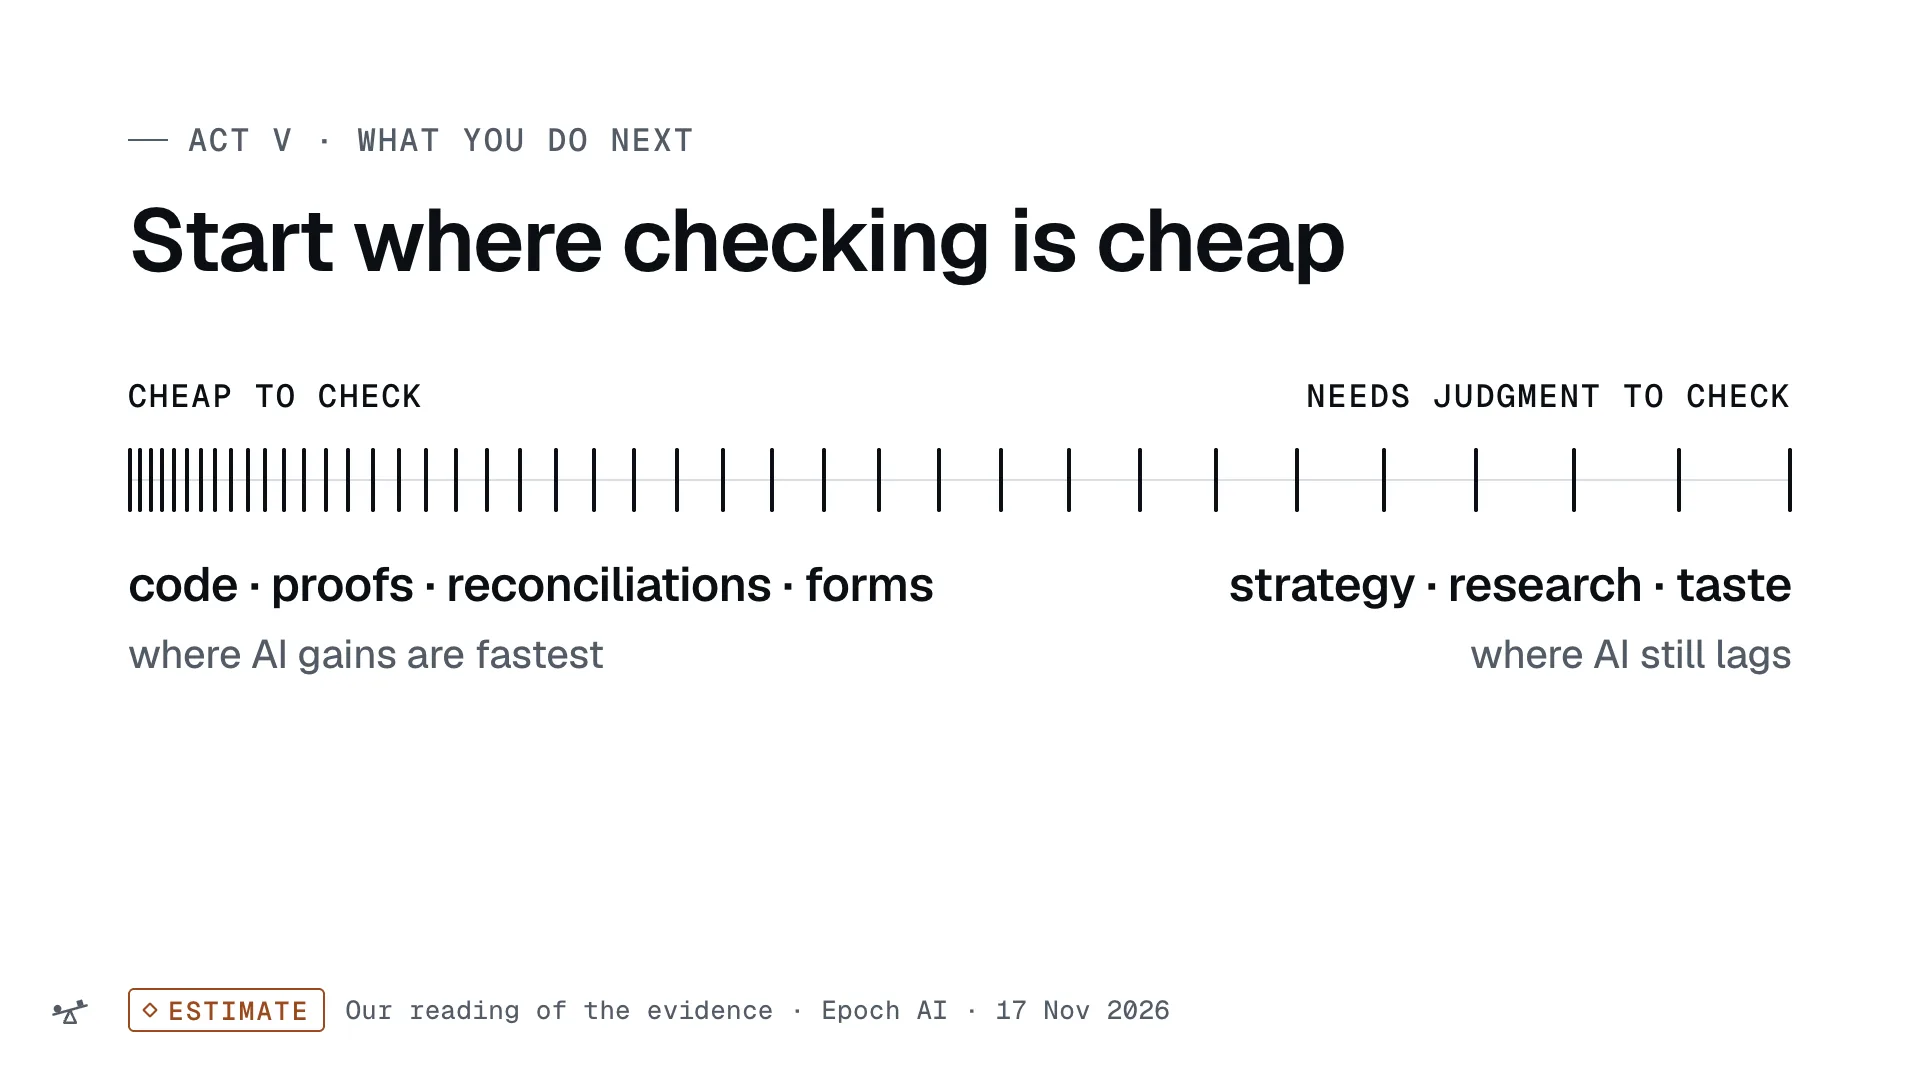 ACT V · WHAT YOU DO NEXT
Start where checking is cheap
CHEAP TO CHECK
NEEDS JUDGMENT TO CHECK
code · proofs · reconciliations · forms
strategy · research · taste
where AI gains are fastest
where AI still lags
ESTIMATE
Our reading of the evidence · Epoch AI · 17 Nov 2026